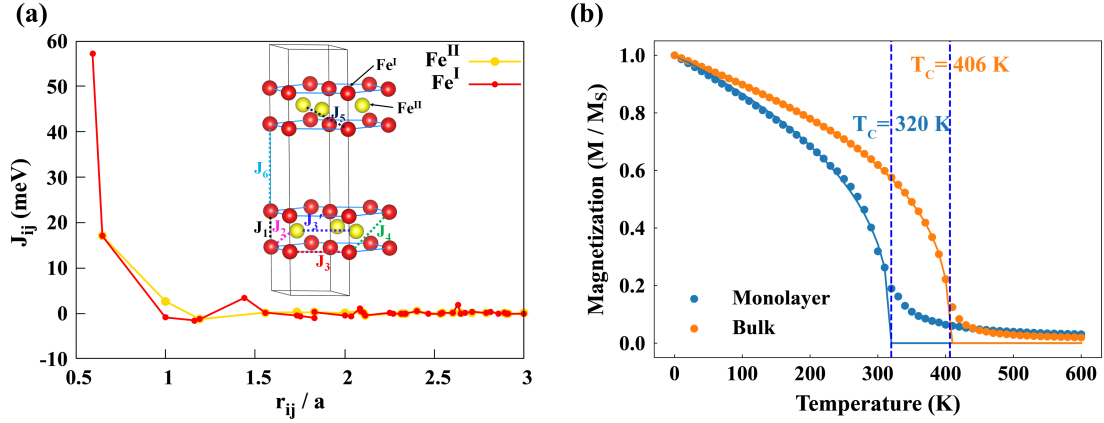 (a)
60
50
40
30
20
10
0
-10
J_ij (meV)
0.5
1
1.5
2
2.5
3
r_ij / a
Fe^II
Fe^I
Fe^I
Fe^II
J_5
J_6
J_1
J_2
J_3'
J_4
J_3
(b)
1.0
0.8
0.6
0.4
0.2
0.0
Magnetization (M / M_S)
T_C = 406 K
T_C = 320 K
Monolayer
Bulk
0
100
200
300
400
500
600
Temperature (K)